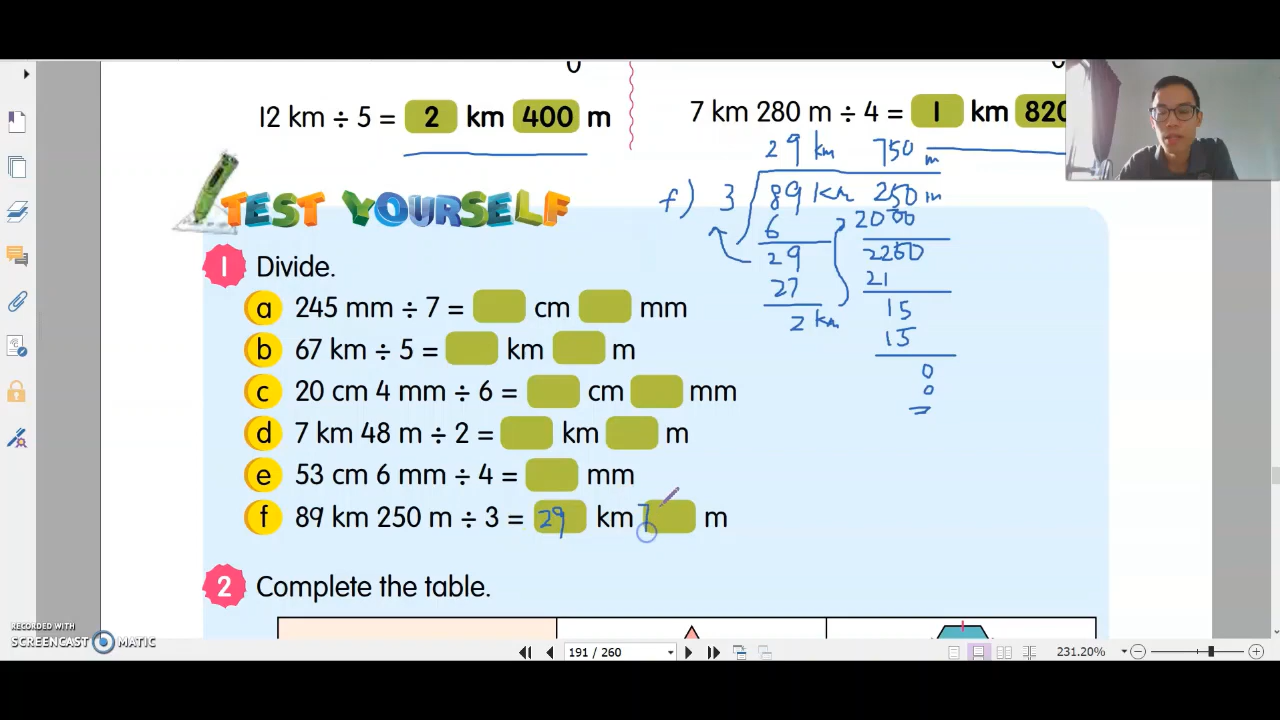 0
12 km ÷ 5 = 2 km 400 m
7 km 280 m ÷ 4 = 1 km 820
TEST YOURSELF
29 km 750 m
f) 3 89 km 250 m
6 2000
29 2250
27 21
2 km 15
15
0
0
1 Divide.
a 245 mm ÷ 7 = cm mm
b 67 km ÷ 5 = km m
c 20 cm 4 mm ÷ 6 = cm mm
d 7 km 48 m ÷ 2 = km m
e 53 cm 6 mm ÷ 4 = mm
f 89 km 250 m ÷ 3 = 29 km 7 m
2 Complete the table.
RECORDED WITH
SCREENCAST MATIC
191 / 260
231.20%